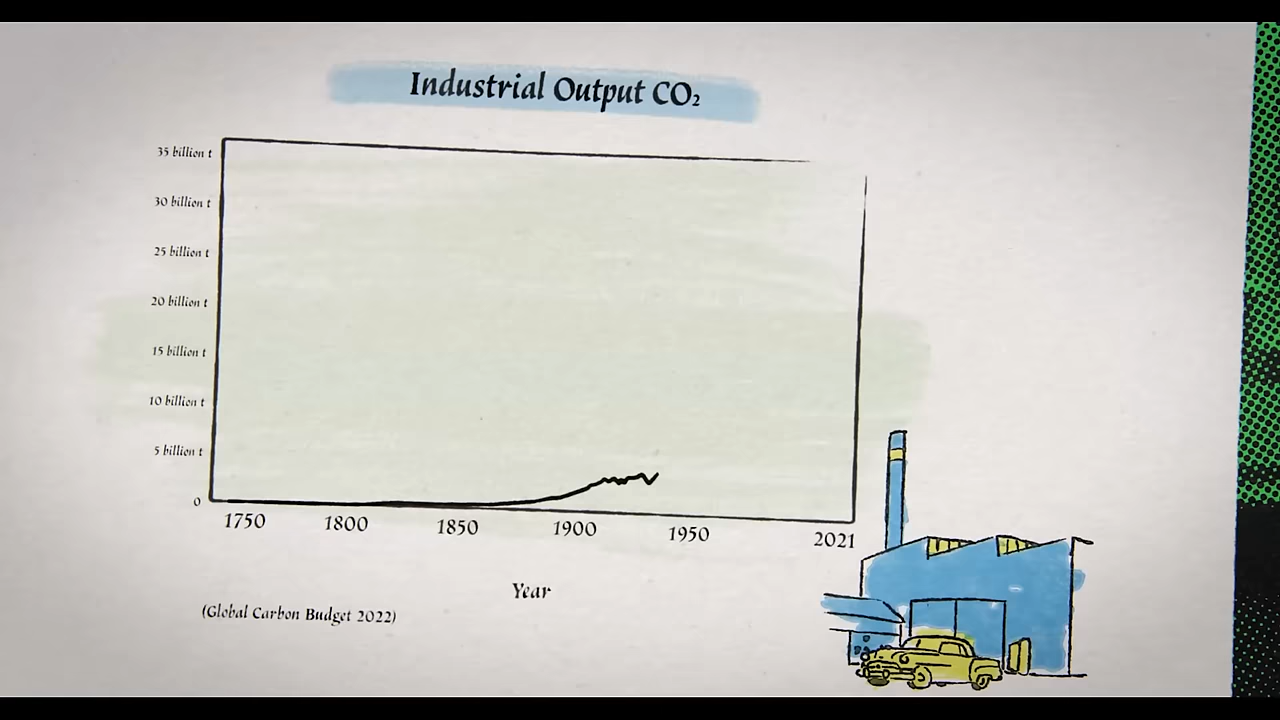 Industrial Output CO₂
35 billion t
30 billion t
25 billion t
20 billion t
15 billion t
10 billion t
5 billion t
0
1750 1800 1850 1900 1950 2021
Year
(Global Carbon Budget 2022)